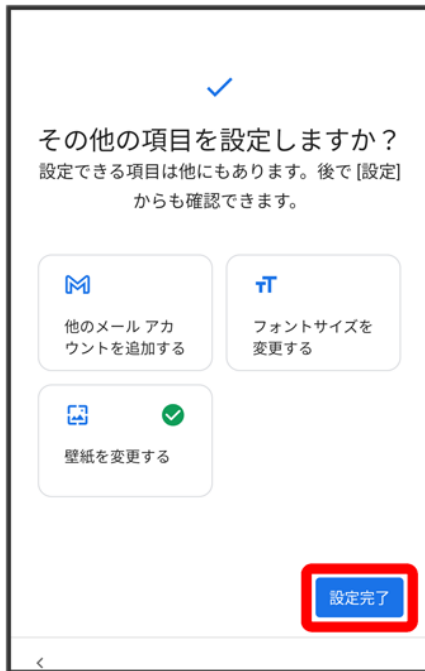 その他の項目を設定しますか？
設定できる項目は他にもあります。後で [設定]
からも確認できます。
他のメール アカ
ウントを追加する
フォントサイズを
変更する
壁紙を変更する
設定完了